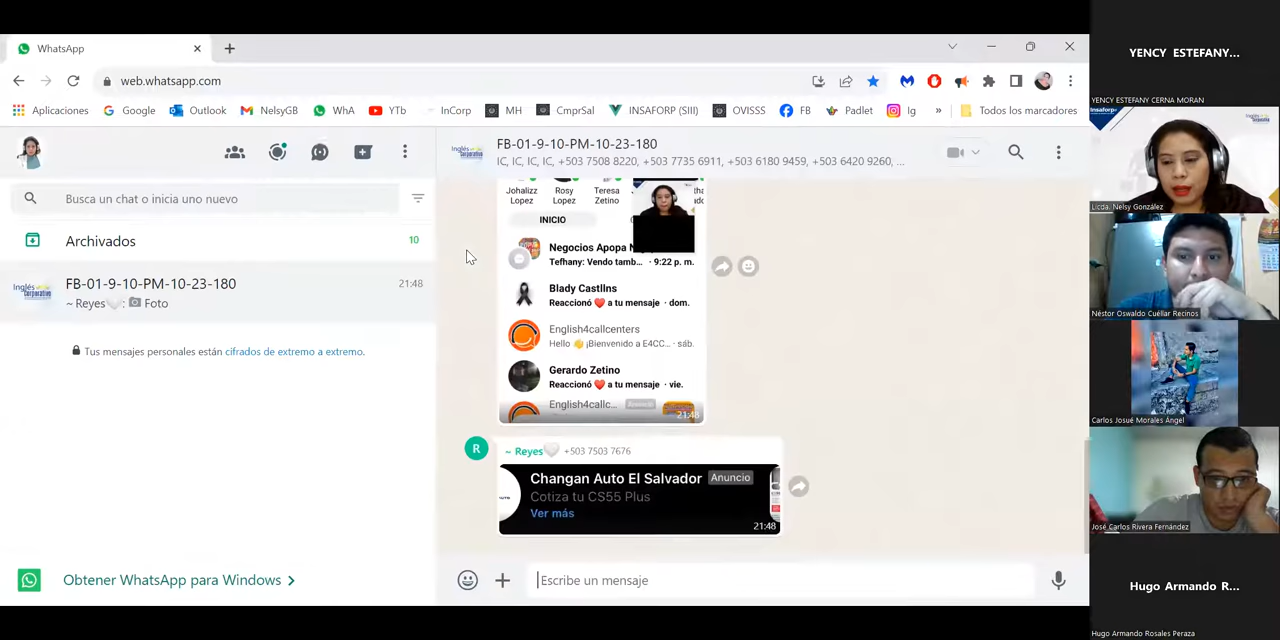 WhatsApp
web.whatsapp.com
Aplicaciones
Google
Outlook
NelsyGB
WhA
YTb
InCorp
MH
CmprSal
INSAFORP (SIII)
OVISSS
FB
Padlet
Ig
»
Todos los marcadores
FB-01-9-10-PM-10-23-180
IC, IC, IC, IC, +503 7508 8220, +503 7735 6911, +503 6180 9459, +503 6420 9260, ...
Busca un chat o inicia uno nuevo
Archivados
10
FB-01-9-10-PM-10-23-180
21:48
~ Reyes🤍: Foto
Tus mensajes personales están cifrados de extremo a extremo.
Obtener WhatsApp para Windows
Johalizz Lopez
Rosy Lopez
Teresa Zetino
INICIO
Negocios Apopa
Tefhany: Vendo tamb... · 9:22 p. m.
Blady Castllns
Reaccionó ❤️ a tu mensaje · dom.
English4callcenters
Hello 👋 ¡Bienvenido a E4CC... · sáb.
Gerardo Zetino
Reaccionó ❤️ a tu mensaje · vie.
English4callc...
21:48
R
~ Reyes🤍 +503 7503 7676
Changan Auto El Salvador Anuncio
Cotiza tu CS55 Plus
Ver más
21:48
Escribe un mensaje
YENCY ESTEFANY...
YENCY ESTEFANY CERNA MORAN
Insaforp
Licda. Nelsy González
Néstor Oswaldo Cuéllar Recinos
Carlos Josué Morales Ángel
José Carlos Rivera Fernández
Hugo Armando R...
Hugo Armando Rosales Peraza